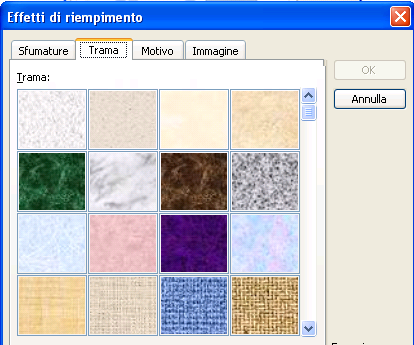 Effetti di riempimento
Sfumature Trama Motivo Immagine
Trama:
OK
Annulla